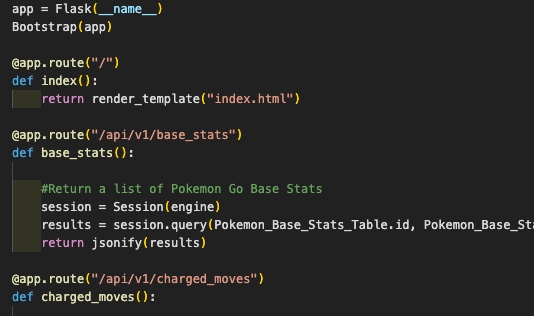 app = Flask(__name__)
Bootstrap(app)
@app.route("/")
def index():
return render_template("index.html")
@app.route("/api/v1/base_stats")
def base_stats():
#Return a list of Pokemon Go Base Stats
session = Session(engine)
results = session.query(Pokemon_Base_Stats_Table.id, Pokemon_Base_Sta
return jsonify(results)
@app.route("/api/v1/charged_moves")
def charged_moves():